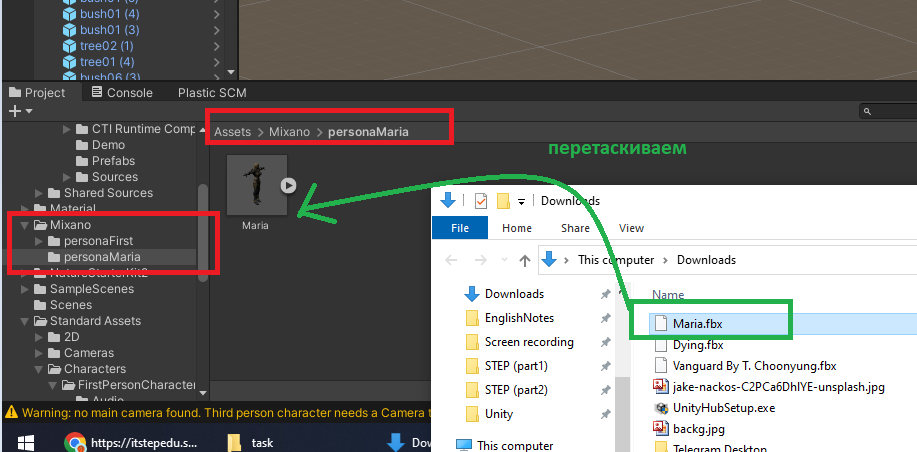 bush01 (4)
bush01 (4)
bush01 (3)
tree02 (1)
tree01 (4)
bush06 (3)
Project
Console
Plastic SCM
CTI Runtime Comp
Demo
Prefabs
Sources
Shared Sources
Material
Mixano
personaFirst
personaMaria
NatureStarterKit2
SampleScenes
Scenes
Standard Assets
2D
Cameras
Characters
FirstPersonCharacter
Audio
Assets > Mixano > personaMaria
Maria
перетаскиваем
Downloads
File
Home
Share
View
This computer > Downloads
Downloads
EnglishNotes
Screen recording
STEP (part1)
STEP (part2)
Unity
This computer
Name
Maria.fbx
Dying.fbx
Vanguard By T. Choonyung.fbx
jake-nackos-C2PCa6DhlYE-unsplash.jpg
UnityHubSetup.exe
backg.jpg
Telegram Desktop
Warning: no main camera found. Third person character needs a Camera t
https://itstepedu.s...
task
Dow